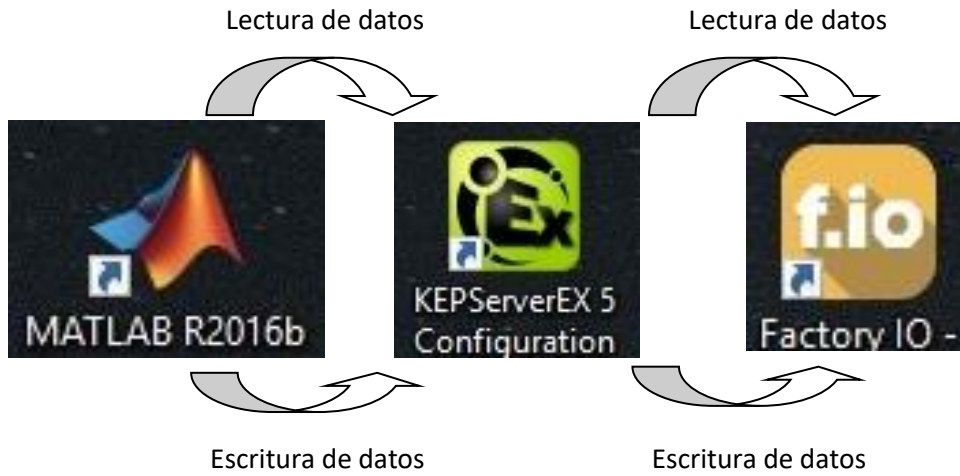 Lectura de datos
Lectura de datos
Ex
f.io
MATLAB R2016b
KEPServerEX 5
Configuration
Factory IO -
Escritura de datos
Escritura de datos